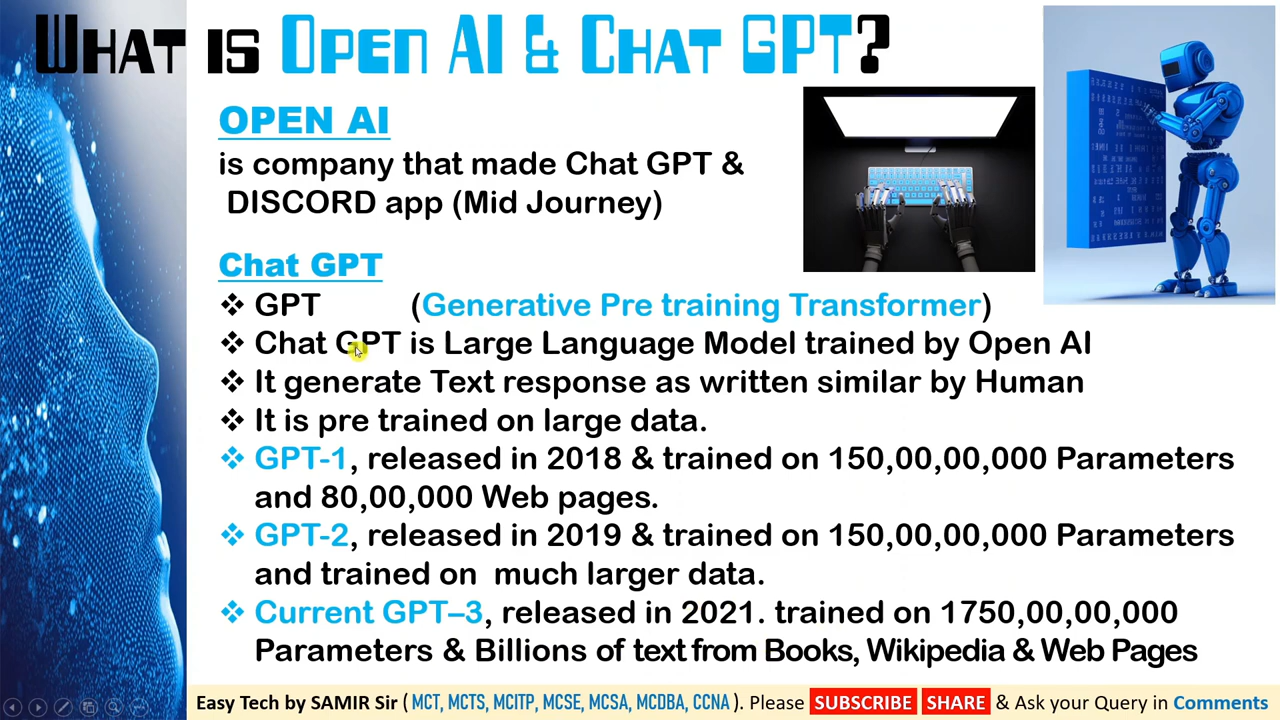 What is Open AI & Chat GPT?
OPEN AI
is company that made Chat GPT &
DISCORD app (Mid Journey)
Chat GPT
❖ GPT (Generative Pre training Transformer)
❖ Chat GPT is Large Language Model trained by Open AI
❖ It generate Text response as written similar by Human
❖ It is pre trained on large data.
❖ GPT-1, released in 2018 & trained on 150,00,00,000 Parameters
and 80,00,000 Web pages.
❖ GPT-2, released in 2019 & trained on 150,00,00,000 Parameters
and trained on much larger data.
❖ Current GPT–3, released in 2021. trained on 1750,00,00,000
Parameters & Billions of text from Books, Wikipedia & Web Pages
Easy Tech by SAMIR Sir ( MCT, MCTS, MCITP, MCSE, MCSA, MCDBA, CCNA ). Please SUBSCRIBE SHARE & Ask your Query in Comments